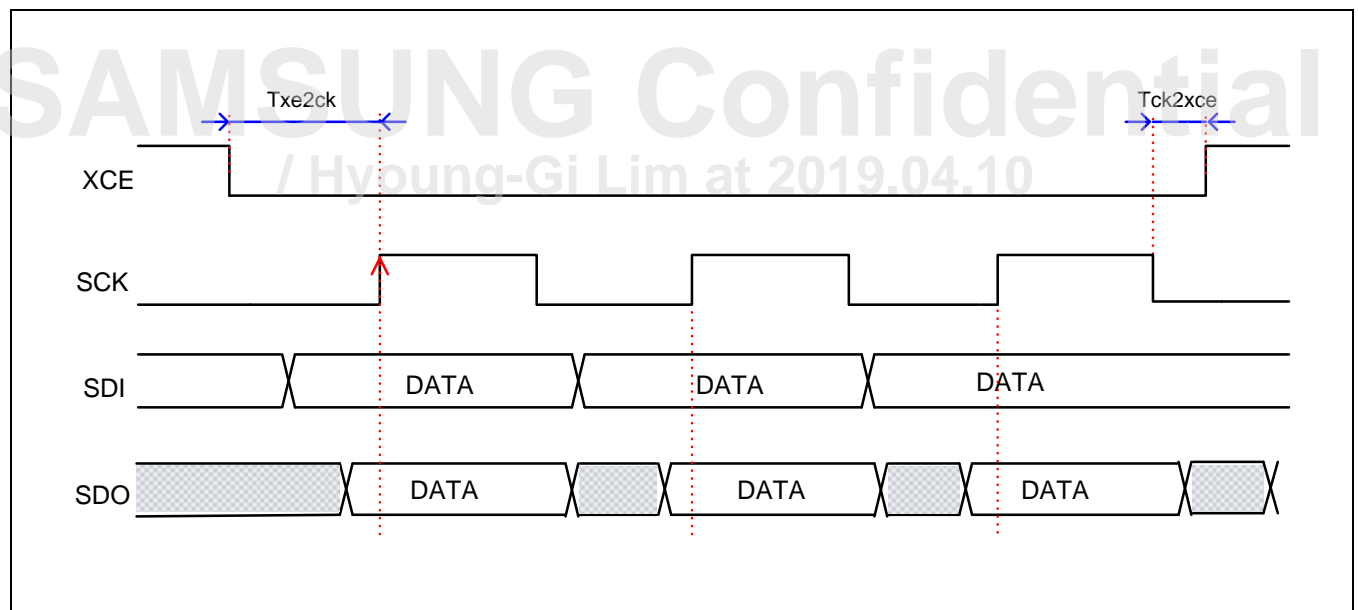 SAMSUNG Confidential
Txe2ck
Tck2xce
/ Hyoung-Gi Lim at 2019.04.10
XCE
SCK
SDI
DATA
DATA
DATA
SDO
DATA
DATA
DATA